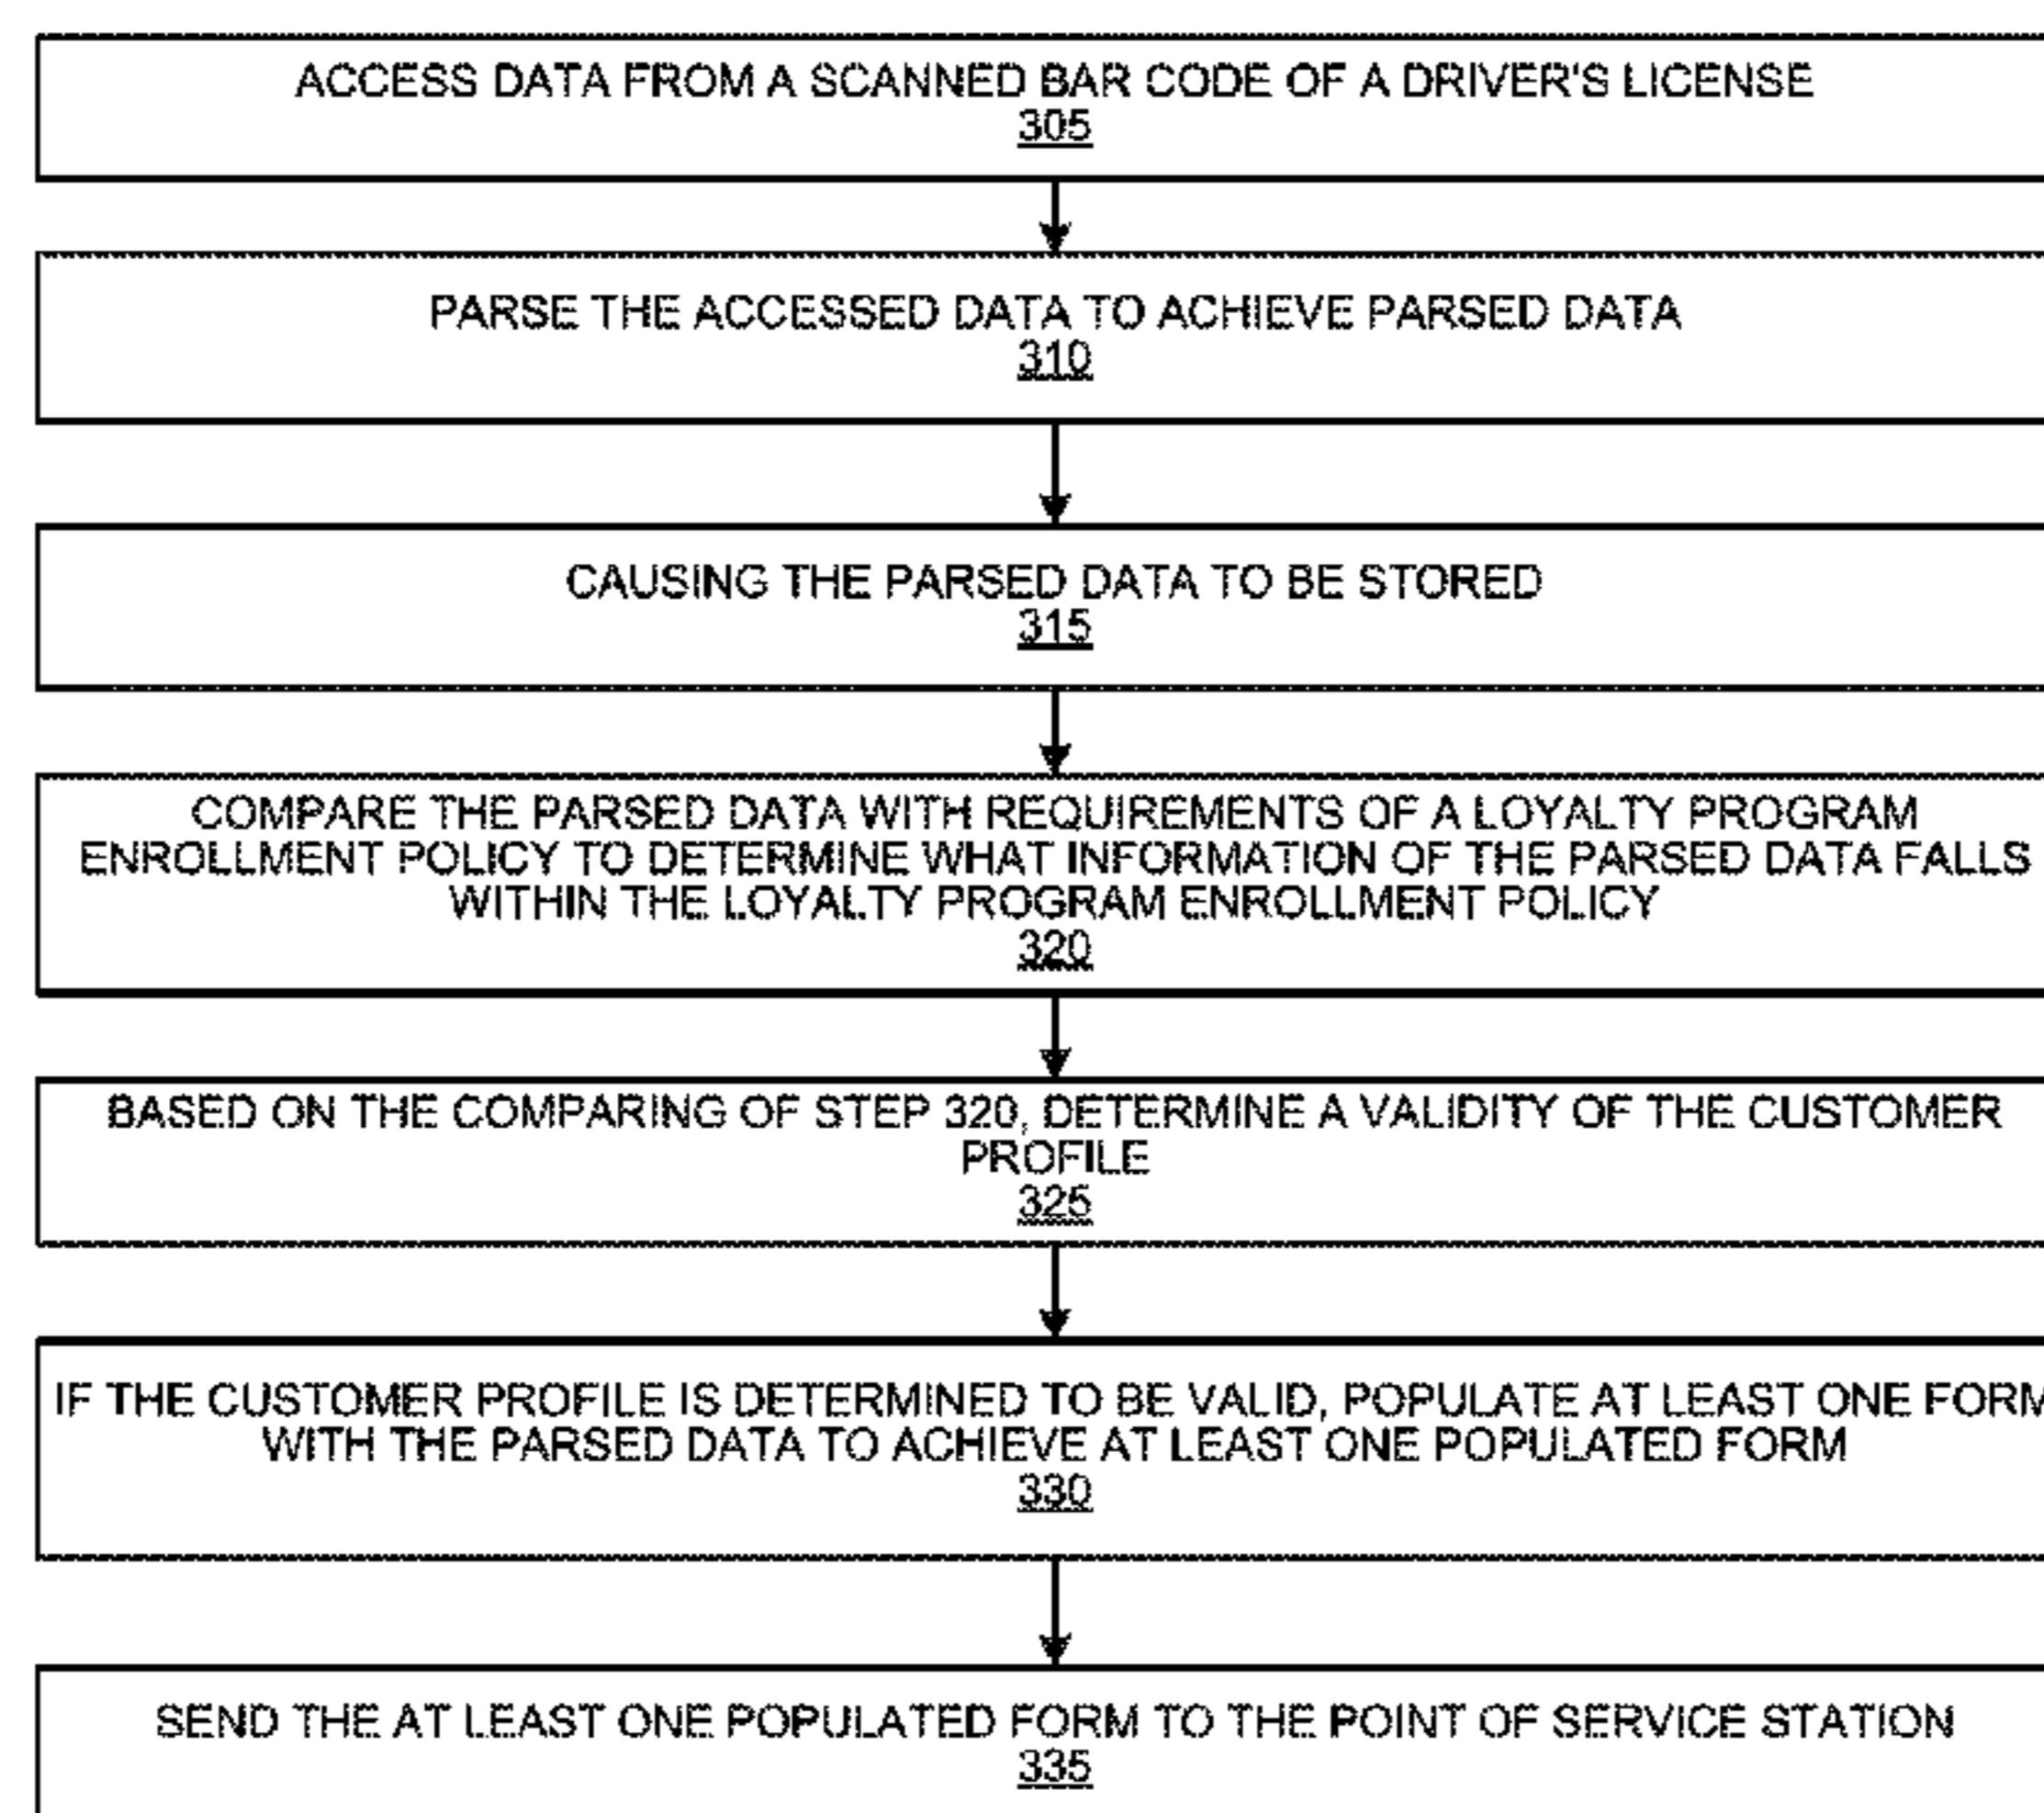 ACCESS DATA FROM A SCANNED BAR CODE OF A DRIVER'S LICENSE
305
PARSE THE ACCESSED DATA TO ACHIEVE PARSED DATA
310
CAUSING THE PARSED DATA TO BE STORED
315
COMPARE THE PARSED DATA WITH REQUIREMENTS OF A LOYALTY PROGRAM
ENROLLMENT POLICY TO DETERMINE WHAT INFORMATION OF THE PARSED DATA FALLS
WITHIN THE LOYALTY PROGRAM ENROLLMENT POLICY
320
BASED ON THE COMPARING OF STEP 320, DETERMINE A VALIDITY OF THE CUSTOMER
PROFILE
325
IF THE CUSTOMER PROFILE IS DETERMINED TO BE VALID, POPULATE AT LEAST ONE FORM
WITH THE PARSED DATA TO ACHIEVE AT LEAST ONE POPULATED FORM
330
SEND THE AT LEAST ONE POPULATED FORM TO THE POINT OF SERVICE STATION
335